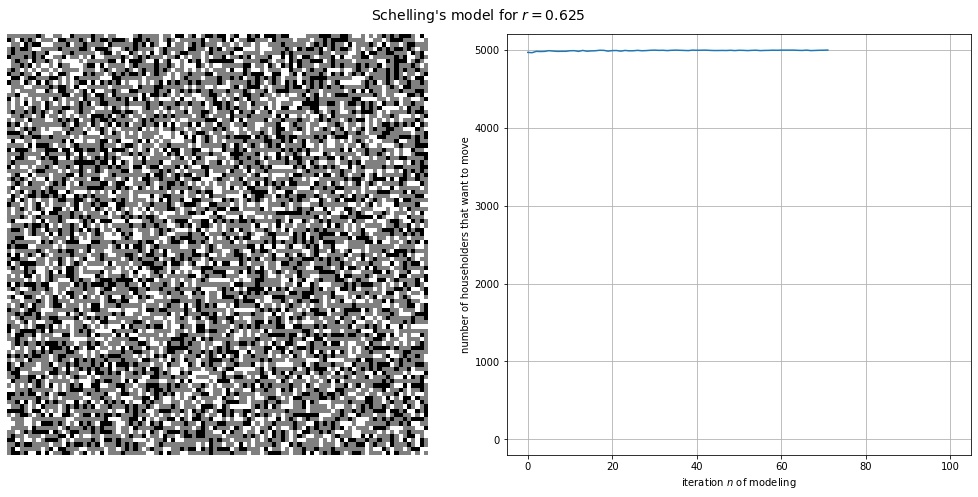 Schelling's model for r = 0.625
number of householders that want to move
5000
4000
3000
2000
1000
0
0 20 40 60 80 100
iteration n of modeling